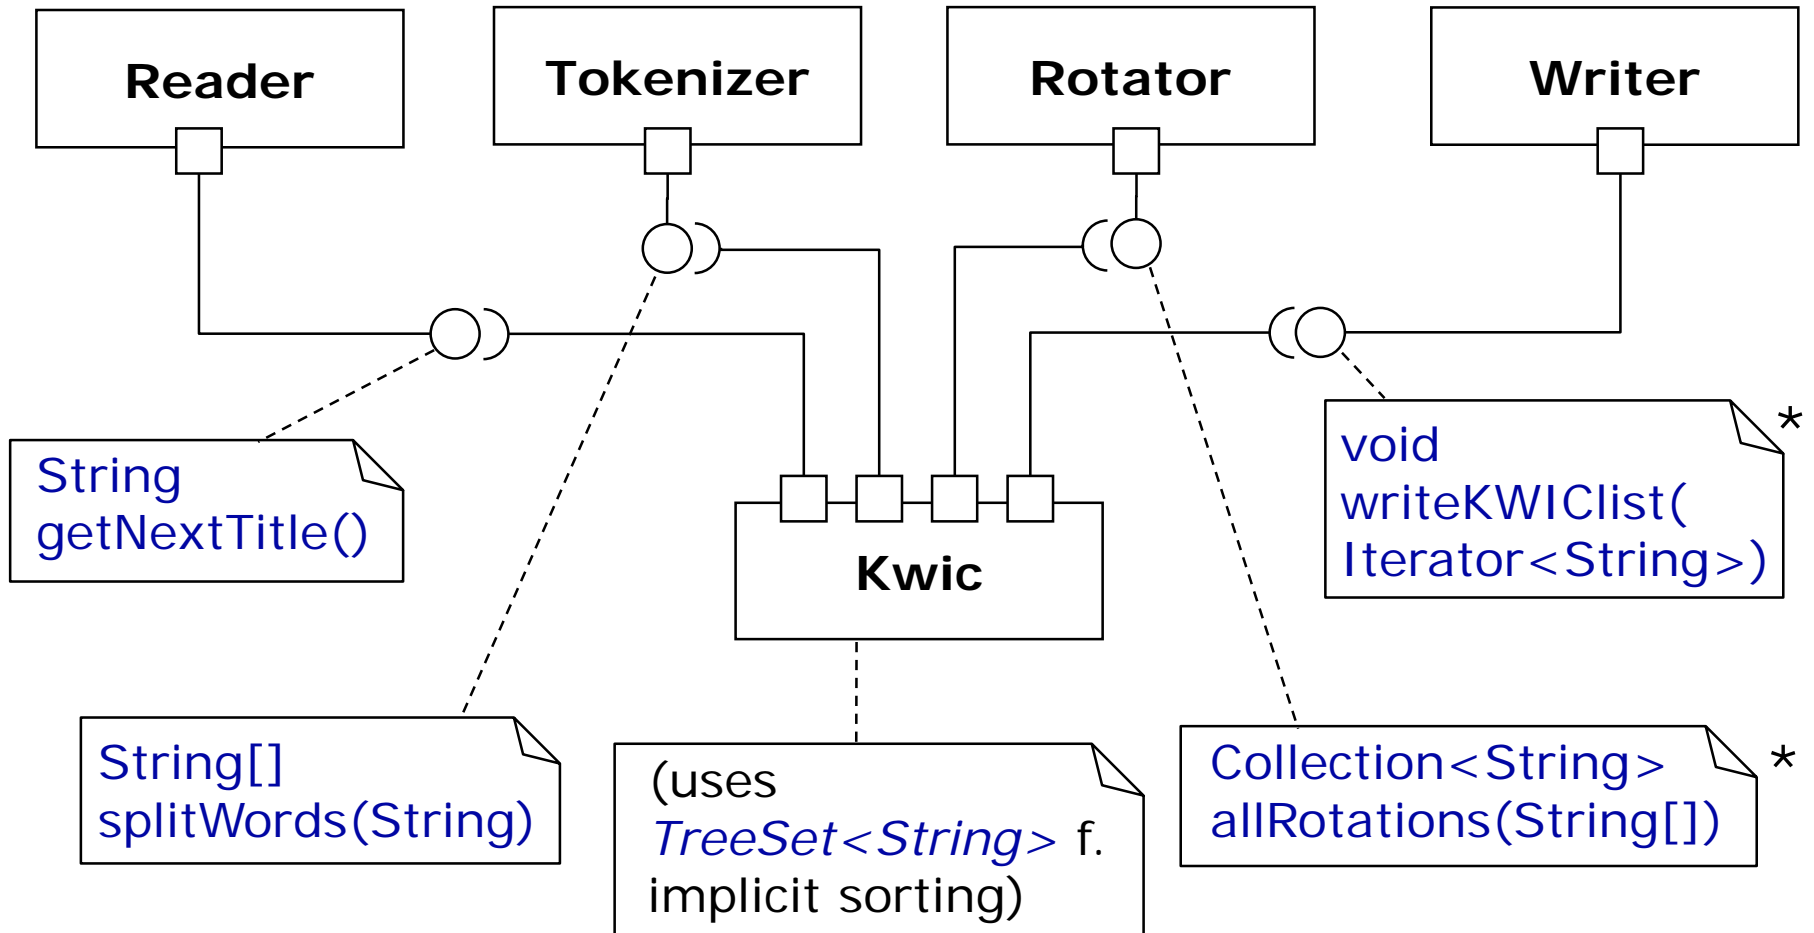 Reader
Tokenizer
Rotator
Writer
String
getNextTitle()
void
writeKWIClist(
Iterator<String>)
*
Kwic
String[]
splitWords(String)
(uses
TreeSet<String> f.
implicit sorting)
Collection<String>
allRotations(String[])
*